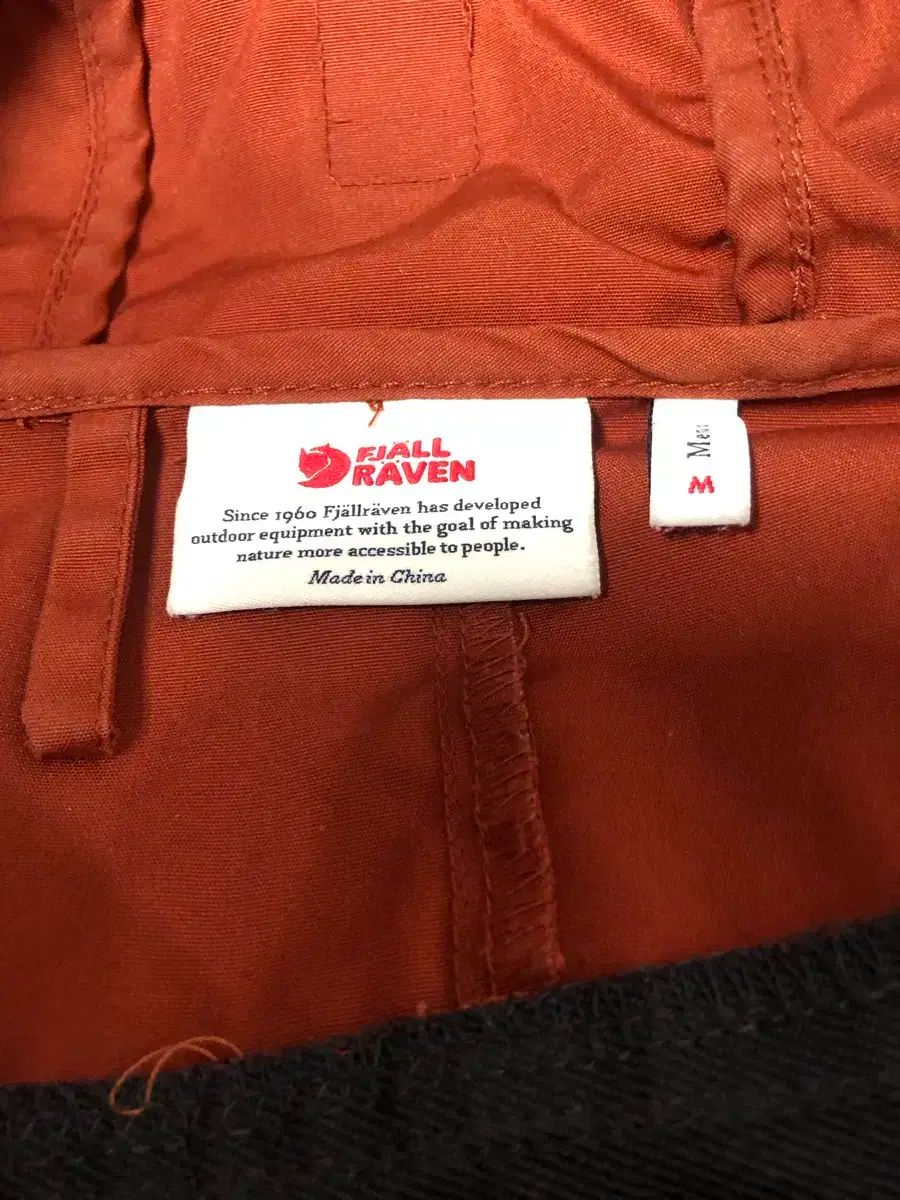 FJÄLL
RÄVEN
Since 1960 Fjällräven has developed
outdoor equipment with the goal of making
nature more accessible to people.
Made in China
M